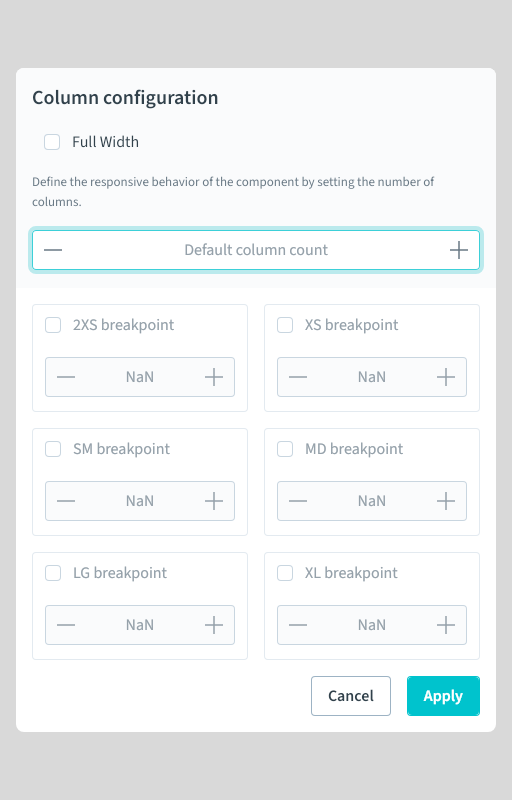 Column configuration
Full Width
Define the responsive behavior of the component by setting the number of
columns.
Default column count
2XS breakpoint
NaN
XS breakpoint
NaN
SM breakpoint
NaN
MD breakpoint
NaN
LG breakpoint
NaN
XL breakpoint
NaN
Cancel
Apply